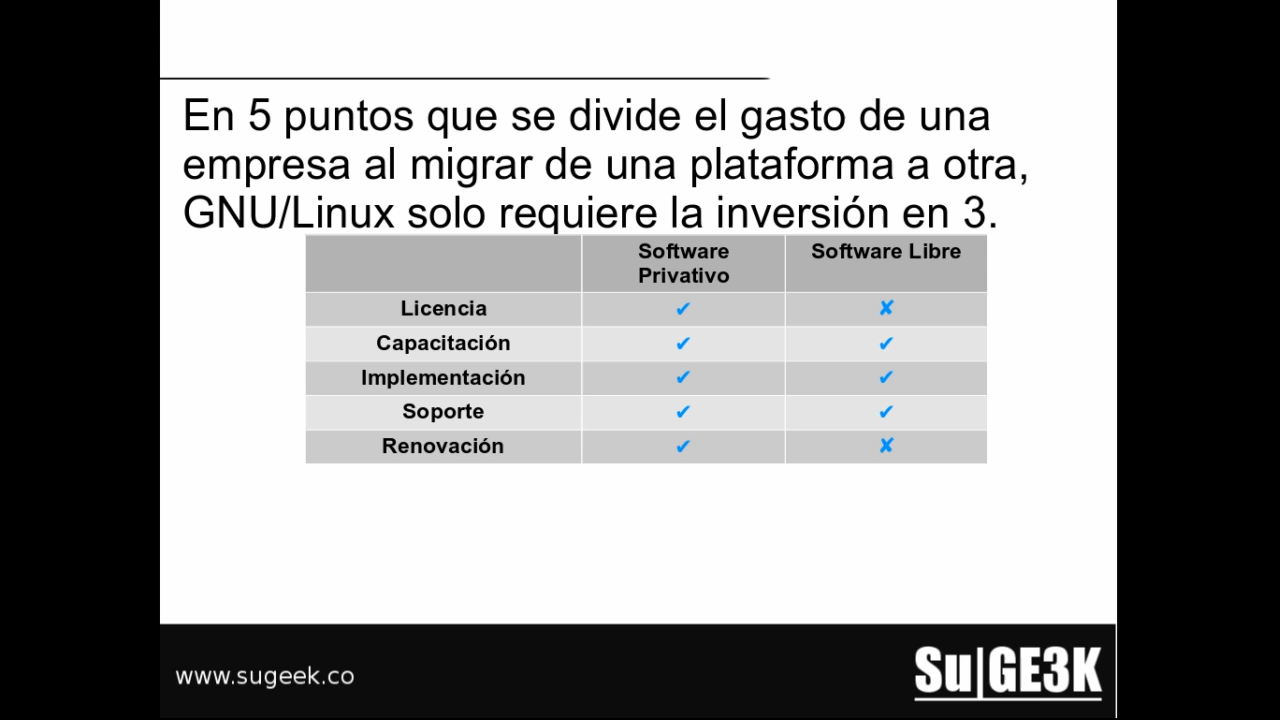 En 5 puntos que se divide el gasto de una
empresa al migrar de una plataforma a otra,
GNU/Linux solo requiere la inversión en 3.
Software Privativo Software Libre
Licencia ✔ ✘
Capacitación ✔ ✔
Implementación ✔ ✔
Soporte ✔ ✔
Renovación ✔ ✘
www.sugeek.co
Su|GE3K